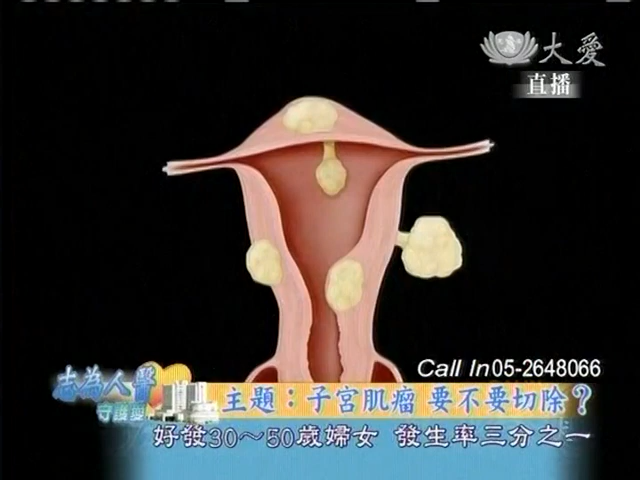 大愛
直播
Call In05-2648066
志為人醫
守護愛
主題：子宮肌瘤 要不要切除？
好發30～50歲婦女 發生率三分之一